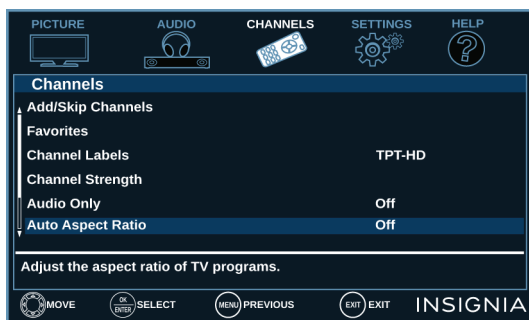 PICTURE AUDIO CHANNELS SETTINGS HELP
Channels
Add/Skip Channels
Favorites
Channel Labels TPT-HD
Channel Strength
Audio Only Off
Auto Aspect Ratio Off
Adjust the aspect ratio of TV programs.
MOVE OK ENTER SELECT MENU PREVIOUS EXIT EXIT INSIGNIA